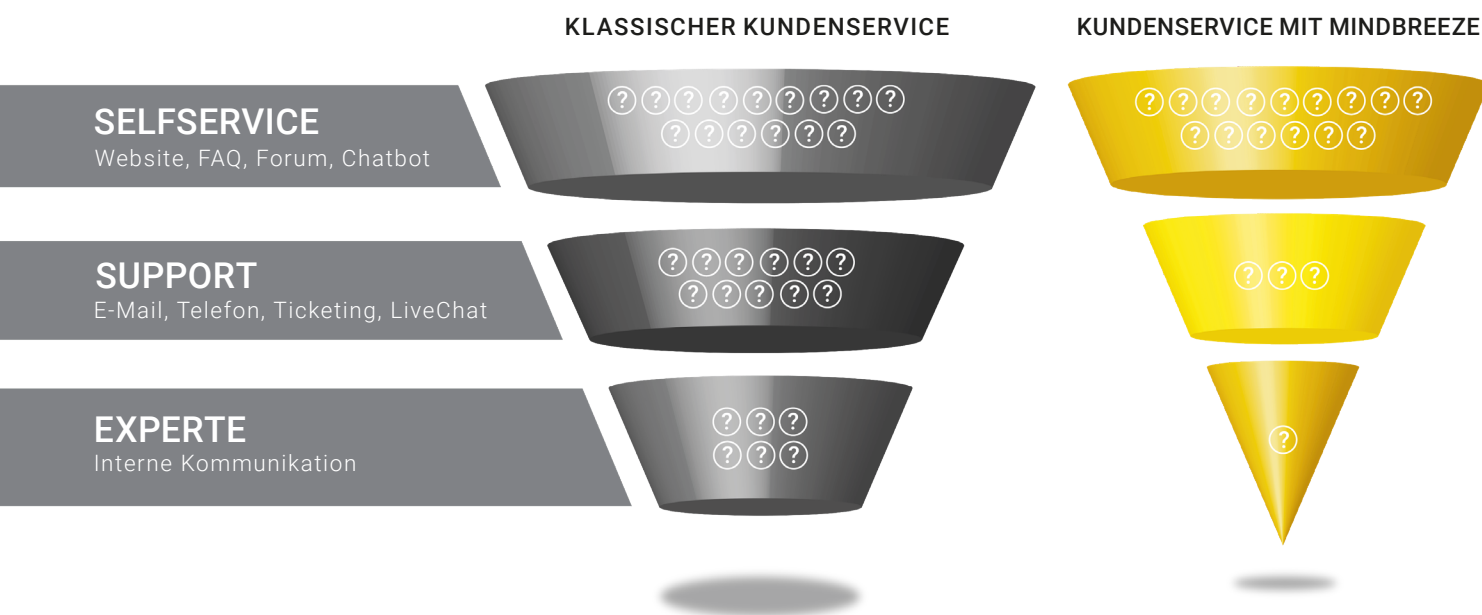 KLASSISCHER KUNDENSERVICE
KUNDENSERVICE MIT MINDBREEZE
SELFSERVICE
Website, FAQ, Forum, Chatbot
? ? ? ? ? ? ? ? ?
? ? ? ? ? ?
? ? ? ? ? ? ? ? ?
? ? ? ? ? ?
SUPPORT
E-Mail, Telefon, Ticketing, LiveChat
? ? ? ? ? ?
? ? ? ? ?
? ? ?
EXPERTE
Interne Kommunikation
? ? ?
? ? ?
?